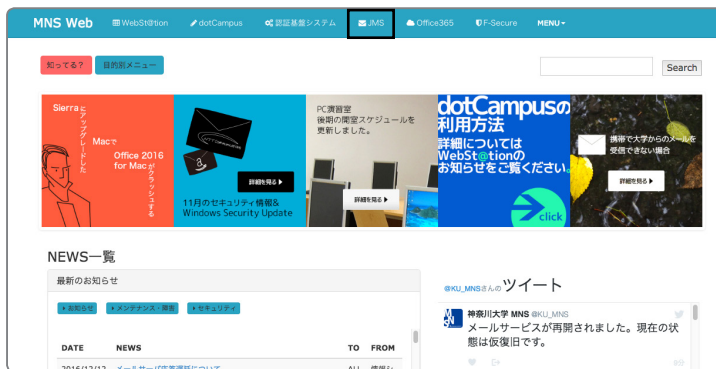 MNS Web
WebSt@tion
dotCampus
認証基盤システム
JMS
Office365
F-Secure
MENU
知ってる？
目的別メニュー
Search
Sierraに
アップグレードした
Macで
Office 2016
for Macが
クラッシュする
11月のセキュリティ情報&
Windows Security Update
詳細を見る
PC演習室
後期の開室スケジュールを
更新しました。
詳細を見る
dotCampusの
利用方法
詳細については
WebSt@tionの
お知らせをご覧ください。
click
携帯で大学からのメールを
受信できない場合
詳細を見る
NEWS一覧
最新のお知らせ
お知らせ
メンテナンス・障害
セキュリティ
DATE NEWS TO FROM
2016/12/12
ALL
@KU_MNSさんのツイート
神奈川大学 MNS @KU_MNS
メールサービスが再開されました。現在の状
態は仮復旧です。